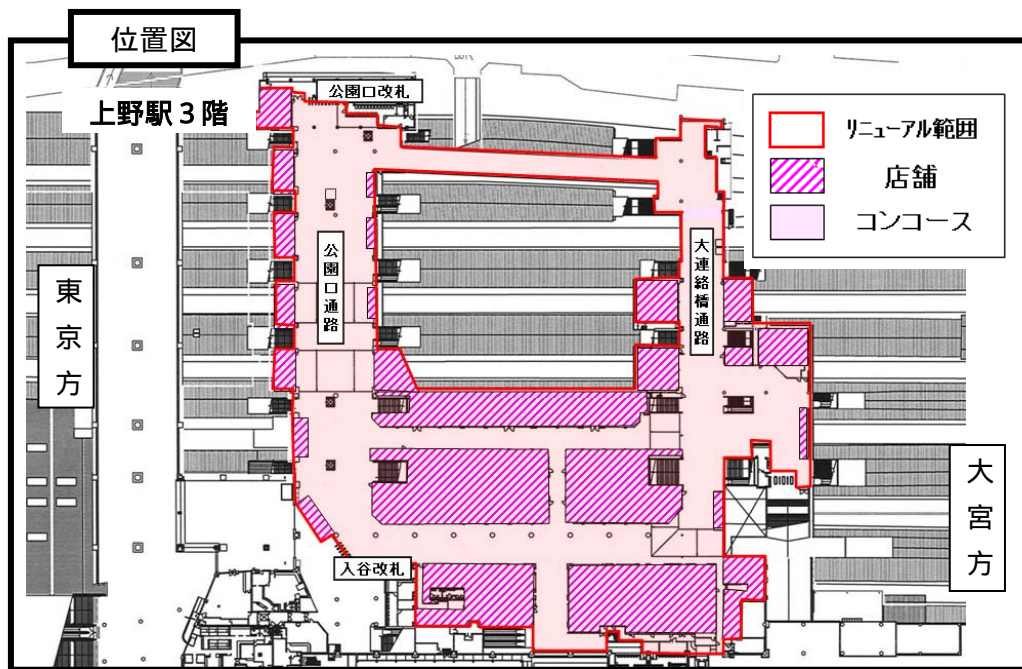 位置図
上野駅３階
公園口改札
リニューアル範囲
店舗
コンコース
東京方
公園口通路
大連絡橋通路
大宮方
入谷改札